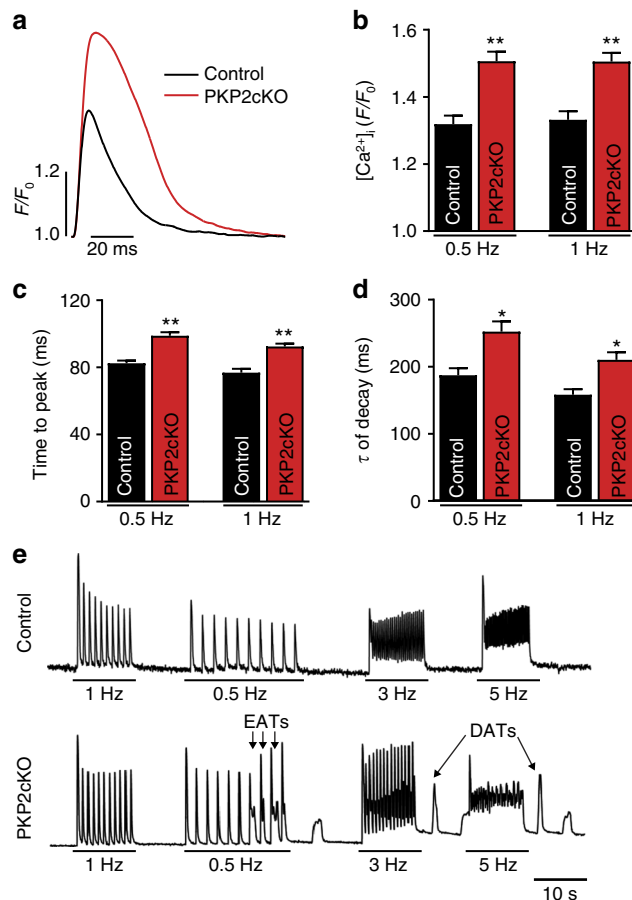 a
Control
PKP2cKO
F/F0
1.2
1.0
20 ms
b
[Ca2+]i (F/F0)
1.6
1.4
1.2
1.0
**
**
Control
PKP2cKO
Control
PKP2cKO
0.5 Hz
1 Hz
c
Time to peak (ms)
120
80
40
0
**
**
Control
PKP2cKO
Control
PKP2cKO
0.5 Hz
1 Hz
d
τ of decay (ms)
300
200
100
0
*
*
Control
PKP2cKO
Control
PKP2cKO
0.5 Hz
1 Hz
e
Control
1 Hz
0.5 Hz
3 Hz
5 Hz
PKP2cKO
EATs
DATs
1 Hz
0.5 Hz
3 Hz
5 Hz
10 s